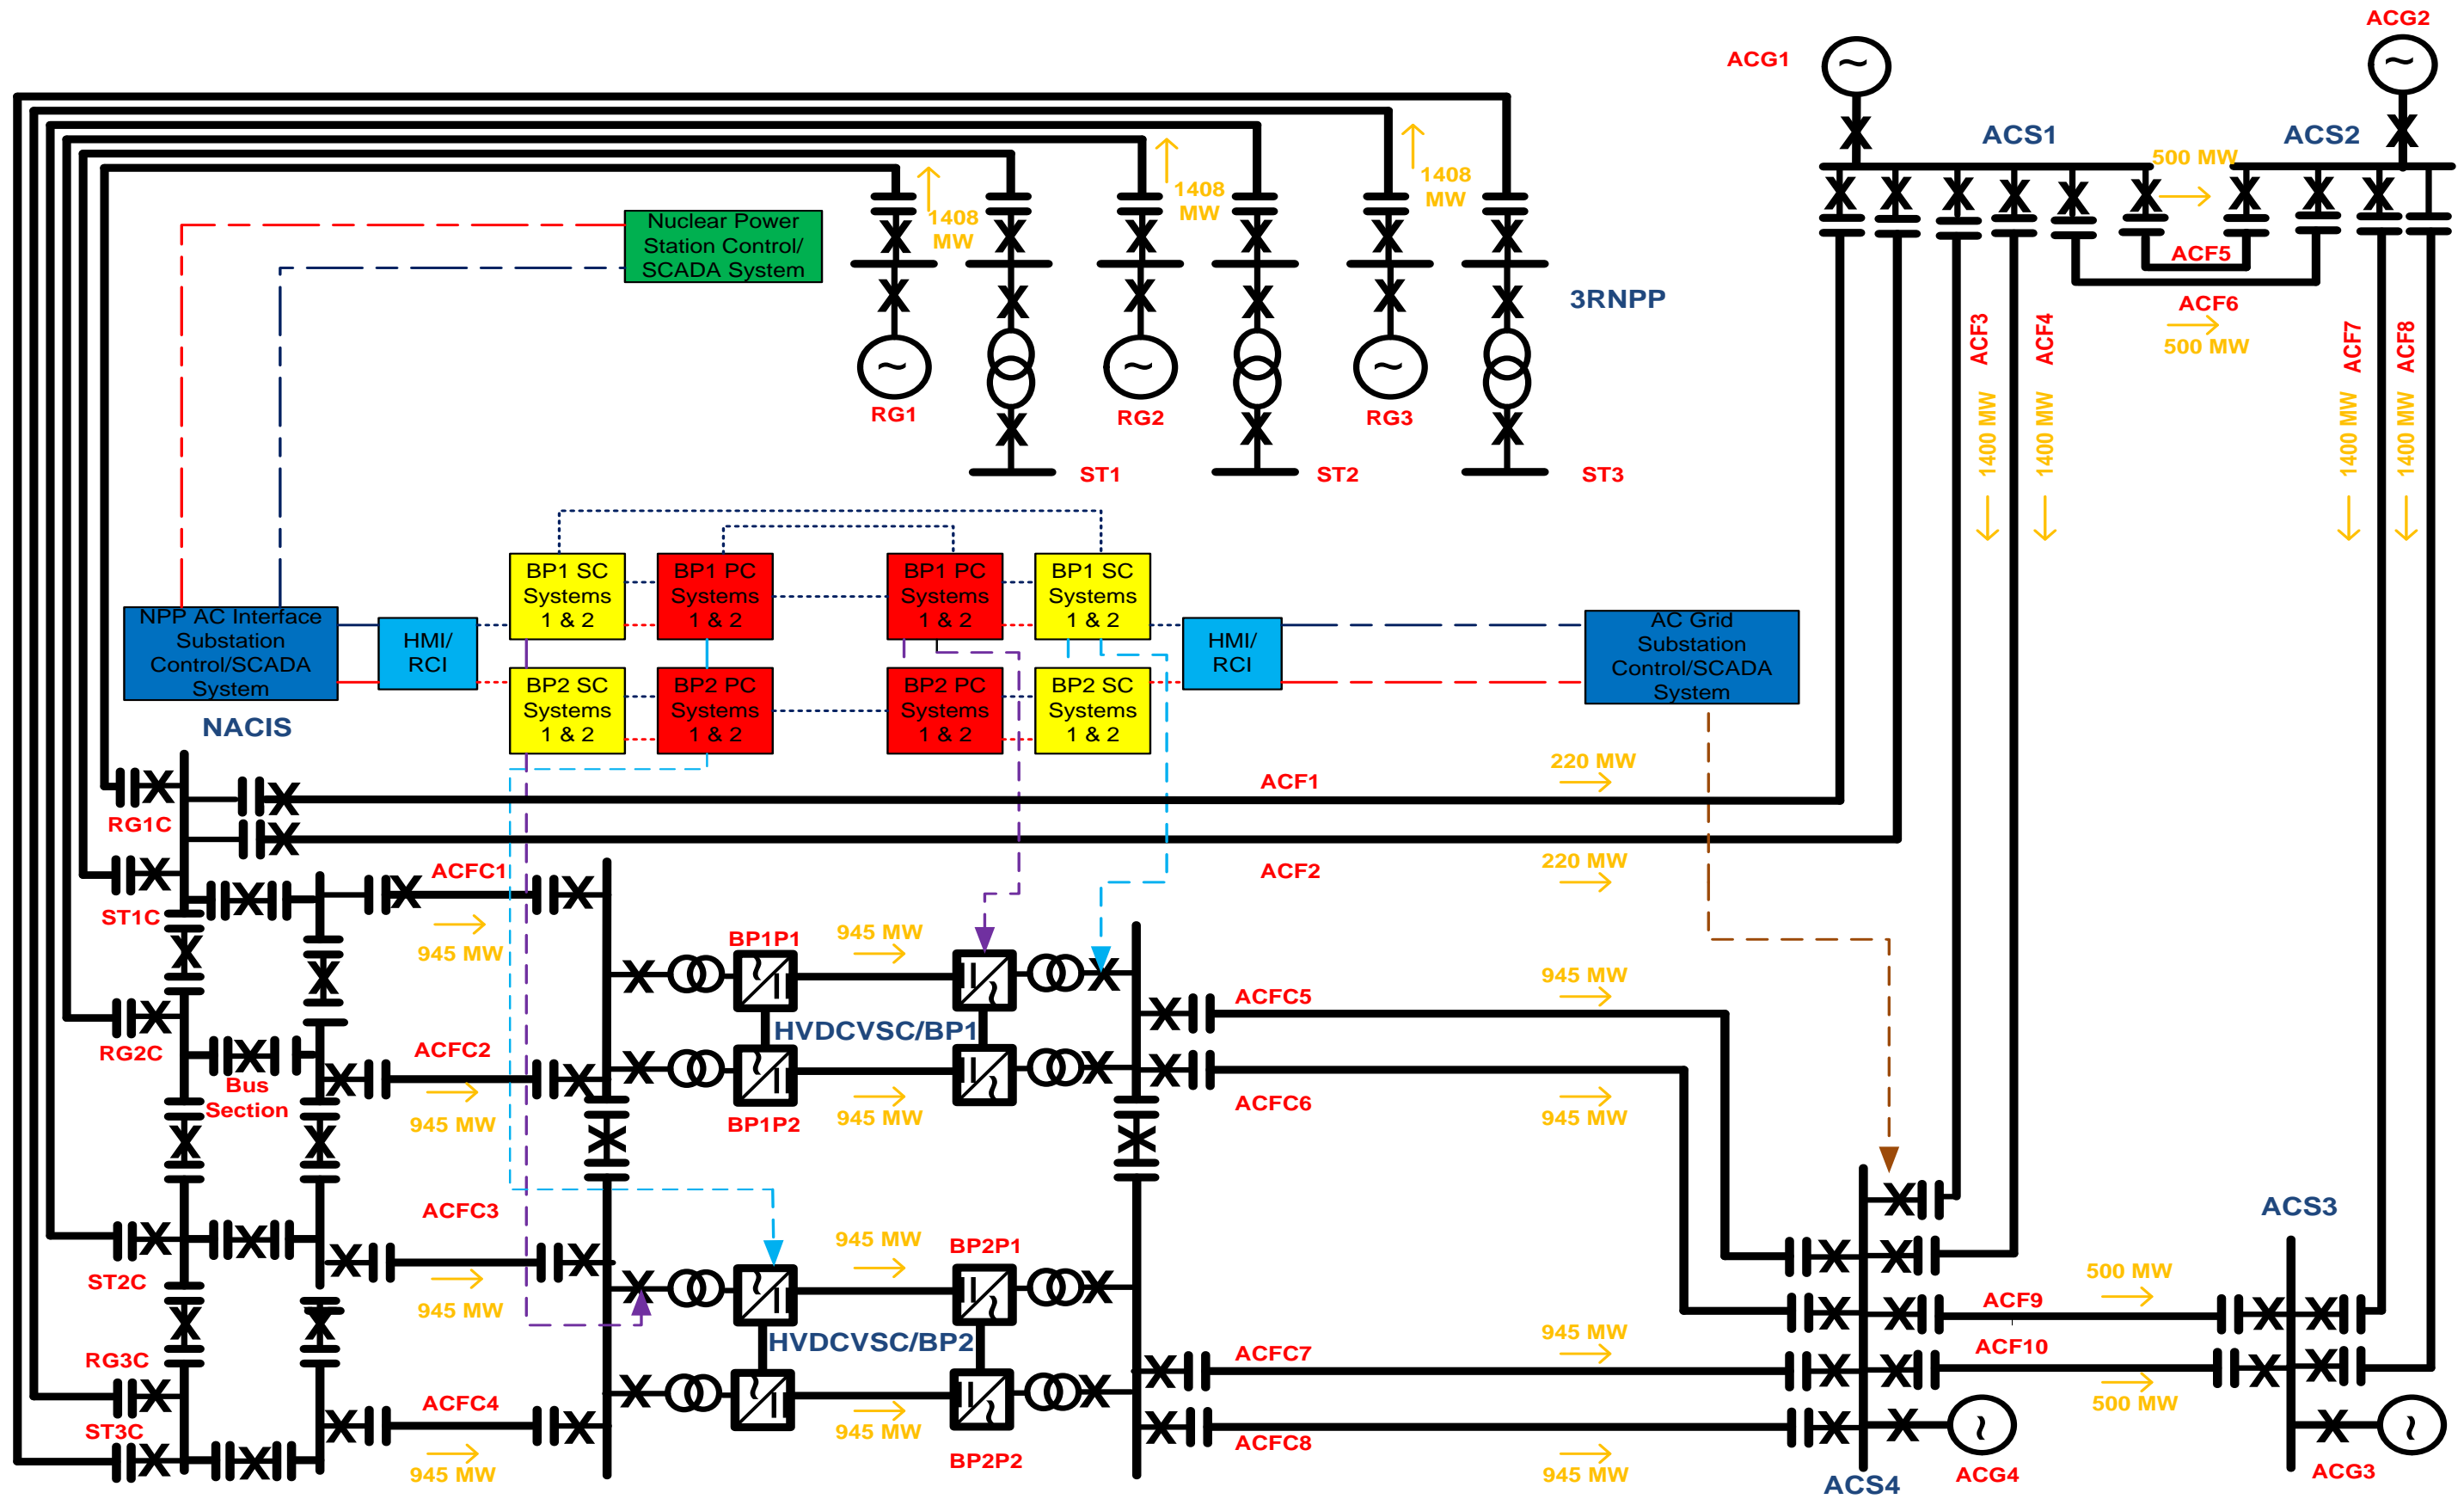 ACG2
ACG1
ACS1
ACS2
500 MW
1408
MW
1408
MW
1408
MW
Nuclear Power
Station Control/
SCADA System
ACF5
3RNPP
ACF6
500 MW
ACF3
ACF4
ACF7
ACF8
1400 MW
1400 MW
1400 MW
1400 MW
RG1
RG2
RG3
ST1
ST2
ST3
BP1 SC
Systems
1 & 2
BP1 PC
Systems
1 & 2
BP1 PC
Systems
1 & 2
BP1 SC
Systems
1 & 2
NPP AC Interface
Substation
Control/SCADA
System
HMI/
RCI
HMI/
RCI
AC Grid
Substation
Control/SCADA
System
BP2 SC
Systems
1 & 2
BP2 PC
Systems
1 & 2
BP2 PC
Systems
1 & 2
BP2 SC
Systems
1 & 2
NACIS
ACF1
220 MW
RG1C
ACFC1
ACF2
220 MW
ST1C
945 MW
BP1P1
945 MW
945 MW
ACFC5
HVDCVSC/BP1
RG2C
ACFC2
Bus
Section
945 MW
BP1P2
945 MW
ACFC6
945 MW
ACFC3
ACS3
945 MW
BP2P1
ST2C
945 MW
500 MW
ACF9
HVDCVSC/BP2
945 MW
ACFC7
ACF10
RG3C
500 MW
ACFC4
ST3C
945 MW
945 MW
BP2P2
ACFC8
945 MW
ACG4
ACG3
ACS4